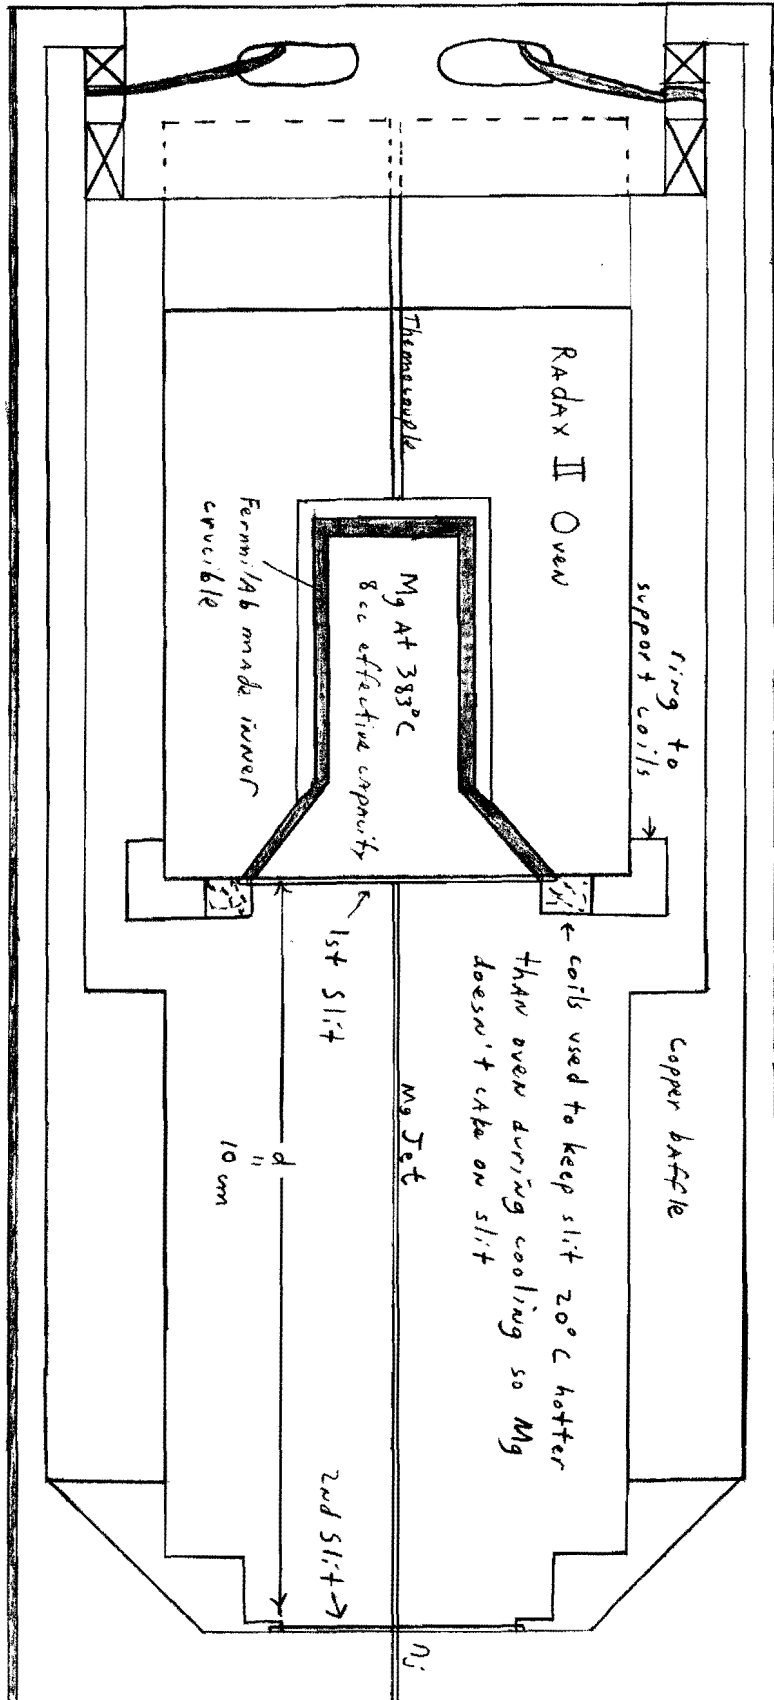 Thermocouple
RADAX II OVEN
Fermilab made inner
crucible
Mg At 383°C
8 cc effective capacity
ring to
support coils
1st Slit
← coils used to keep slit 20°C hotter
than oven during cooling so Mg
doesn't cake on slit
Copper baffle
Mg Jet
d
=
10 cm
2nd Slit →
nj